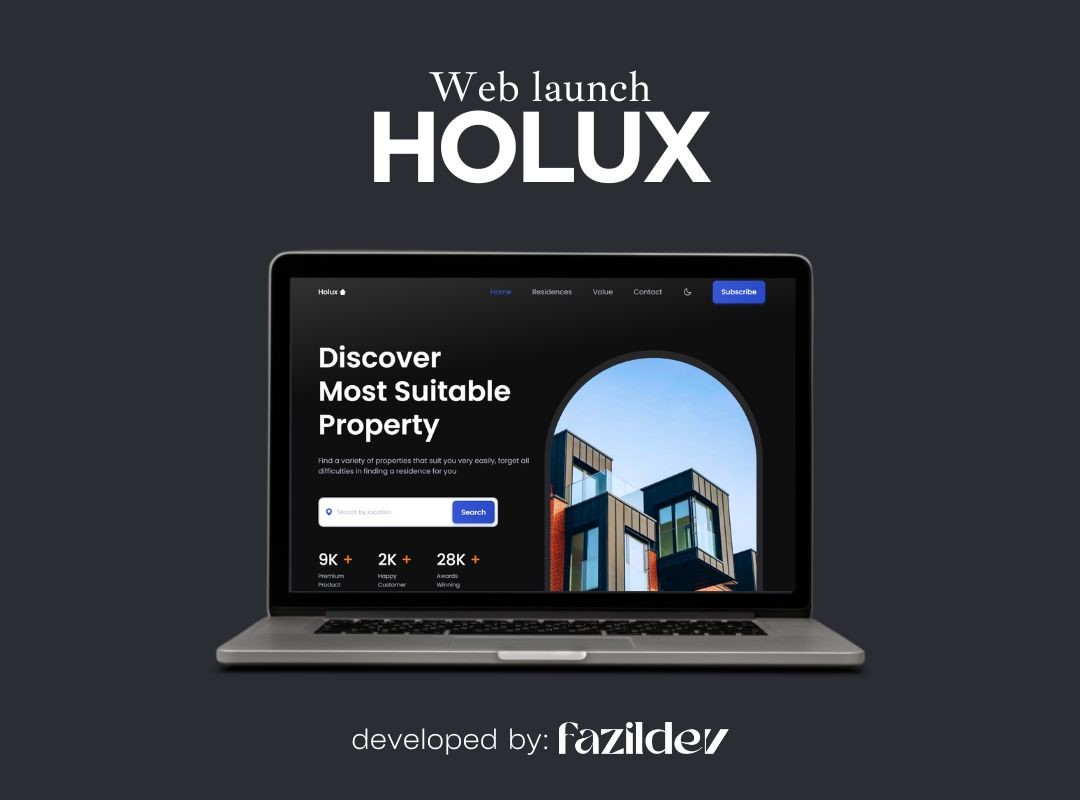 Web launch
HOLUX
Holux
Home Residences Value Contact Subscribe
Discover
Most Suitable
Property
Find a variety of properties that suit you very easily, forget all
difficulties in finding a residence for you
Search by location Search
9K + 2K + 28K +
Premium Happy Awards
Product Customer Winning
developed by: fazildev